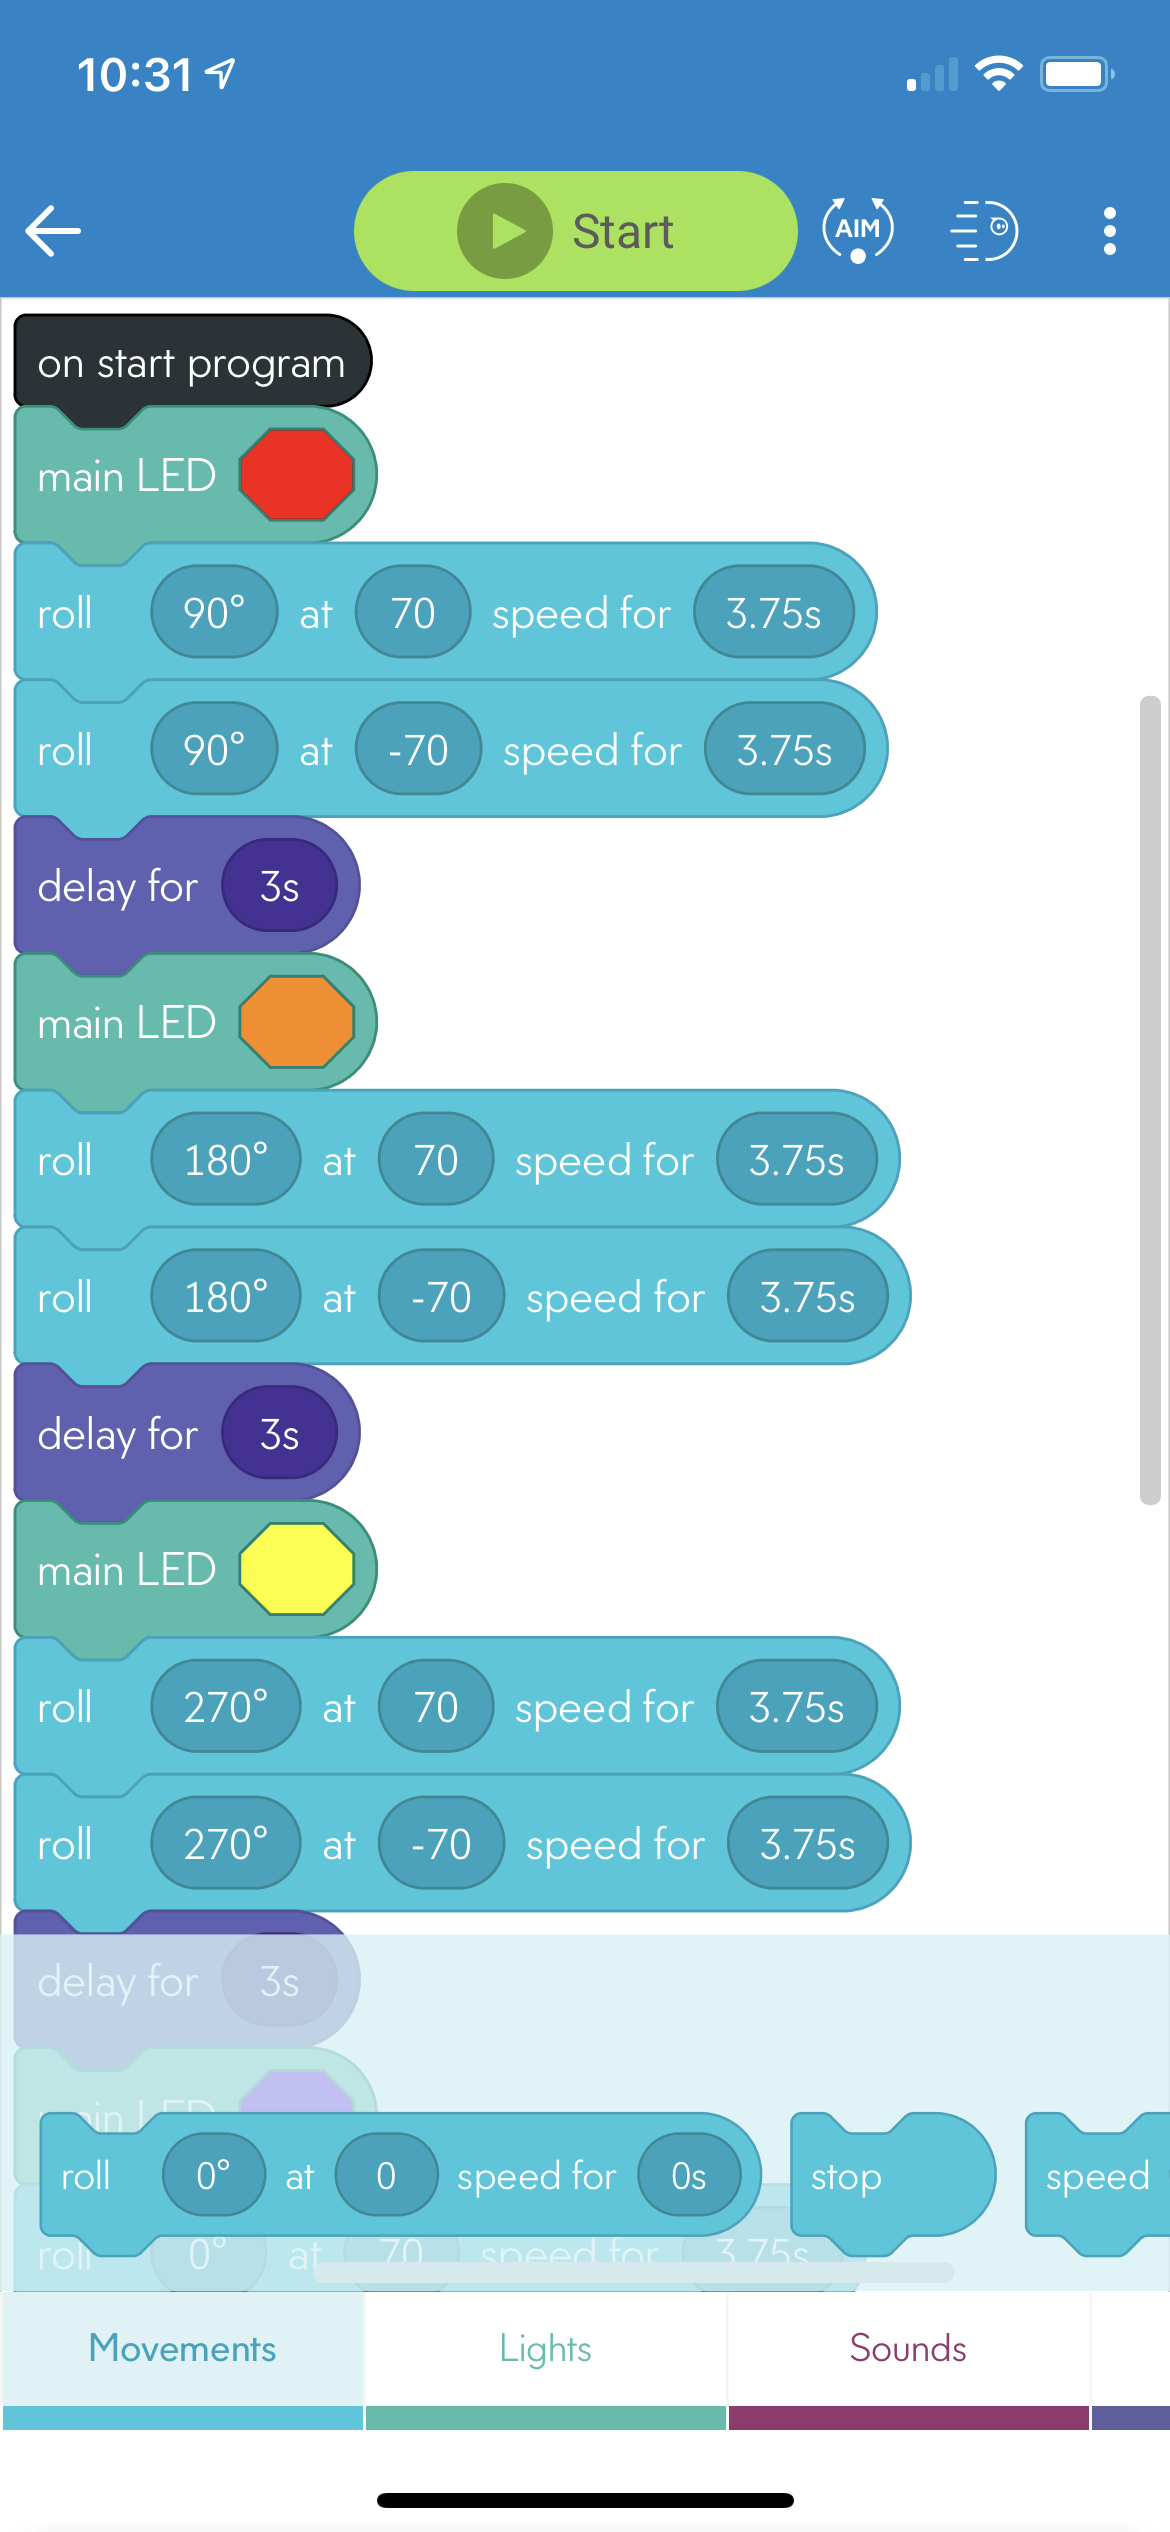 10:31
Start AIM
on start program
main LED
roll 90° at 70 speed for 3.75s
roll 90° at -70 speed for 3.75s
delay for 3s
main LED
roll 180° at 70 speed for 3.75s
roll 180° at -70 speed for 3.75s
delay for 3s
main LED
roll 270° at 70 speed for 3.75s
roll 270° at -70 speed for 3.75s
delay for 3s
main LED
roll 0° at 0 speed for 0s stop speed
roll 0° at 70 speed for 3.75s
Movements Lights Sounds